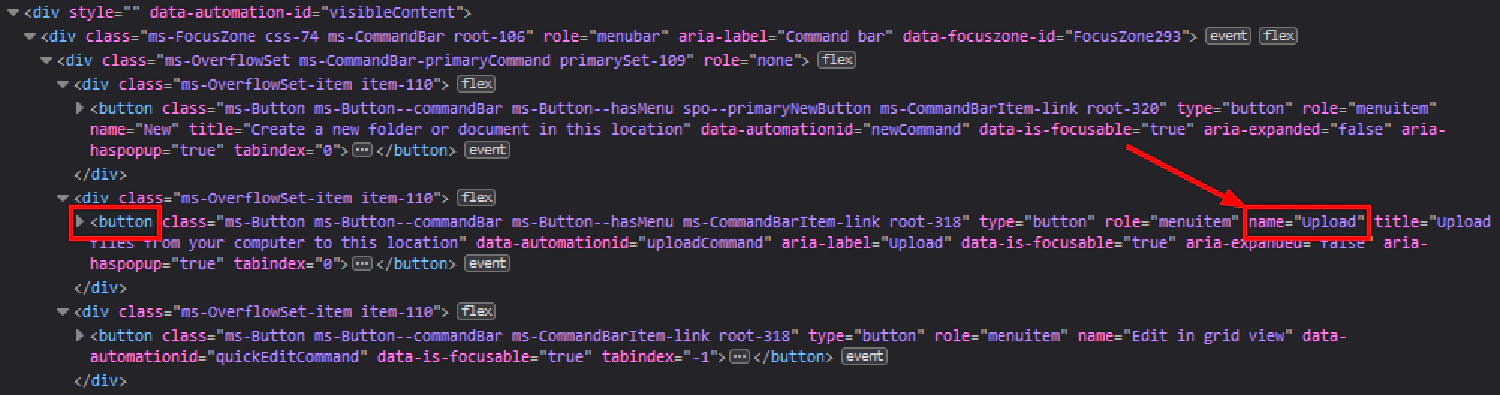 <div style="" data-automation-id="visibleContent">
<div class="ms-FocusZone css-74 ms-CommandBar root-106" role="menubar" aria-label="Command bar" data-focuszone-id="FocusZone293"> event flex
<div class="ms-OverflowSet ms-CommandBar-primaryCommand primarySet-109" role="none"> flex
<div class="ms-OverflowSet-item item-110"> flex
<button class="ms-Button ms-Button--commandBar ms-Button--hasMenu spo--primaryNewButton ms-CommandBarItem-link root-320" type="button" role="menuitem"
name="New" title="Create a new folder or document in this location" data-automationid="newCommand" data-is-focusable="true" aria-expanded="false" aria-
haspopup="true" tabindex="0"> ... </button> event
</div>
<div class="ms-OverflowSet-item item-110"> flex
<button class="ms-Button ms-Button--commandBar ms-Button--hasMenu ms-CommandBarItem-link root-318" type="button" role="menuitem" name="Upload" title="Upload
files from your computer to this location" data-automationid="uploadCommand" aria-label="Upload" data-is-focusable="true" aria-expanded="false" aria-
haspopup="true" tabindex="0"> ... </button> event
</div>
<div class="ms-OverflowSet-item item-110"> flex
<button class="ms-Button ms-Button--commandBar ms-CommandBarItem-link root-318" type="button" role="menuitem" name="Edit in grid view" data-
automationid="quickEditCommand" data-is-focusable="true" tabindex="-1"> ... </button> event
</div>